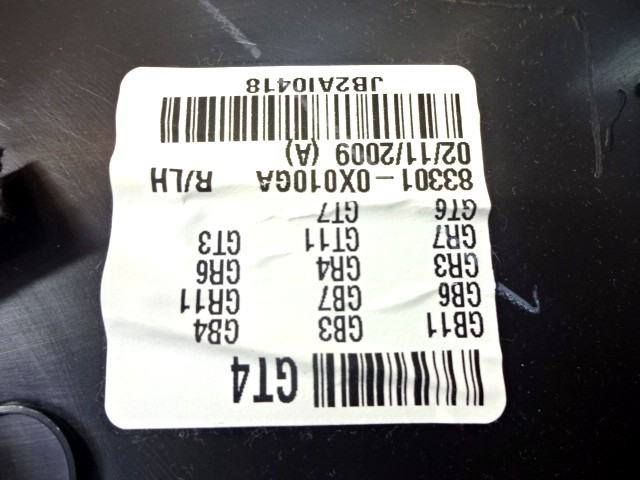 GT4
GB11 GB3 GB4
GB6 GB7 GR11
GR3 GR4 GR6
GR7 GT11 GT3
GT6 GT7
83301-0X010GA R/LH
02/11/2009 (A)
JB2AI0418